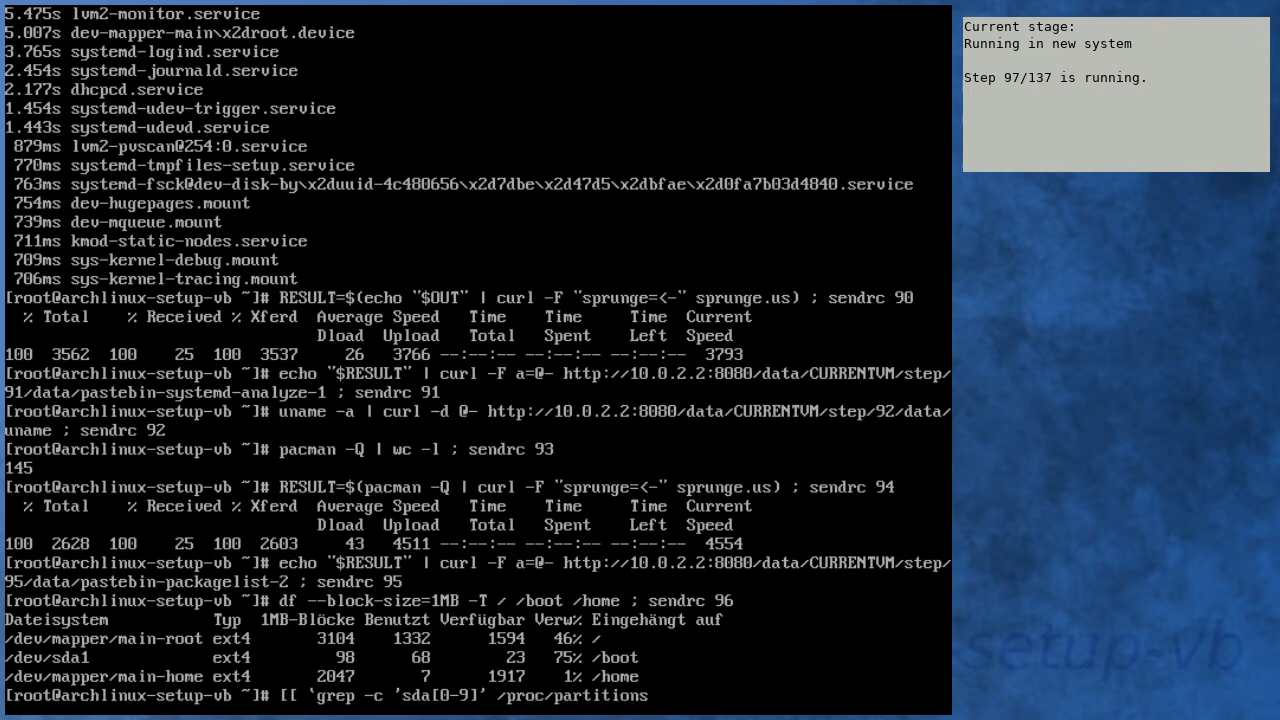 5.475s lvm2-monitor.service
5.007s dev-mapper-main\x2droot.device
3.765s systemd-logind.service
2.454s systemd-journald.service
2.177s dhcpcd.service
1.454s systemd-udev-trigger.service
1.443s systemd-udevd.service
879ms lvm2-pvscan@254:0.service
770ms systemd-tmpfiles-setup.service
763ms systemd-fsck@dev-disk-by\x2duuid-4c480656\x2d7dbe\x2d47d5\x2dbfae\x2d0fa7b03d4840.service
754ms dev-hugepages.mount
739ms dev-mqueue.mount
711ms kmod-static-nodes.service
709ms sys-kernel-debug.mount
706ms sys-kernel-tracing.mount
[root@archlinux-setup-vb ~]# RESULT=$(echo "$OUT" | curl -F "sprunge=<-" sprunge.us) ; sendrc 90
% Total % Received % Xferd Average Speed Time Time Time Current
Dload Upload Total Spent Left Speed
100 3562 100 25 100 3537 26 3766 --:--:-- --:--:-- --:--:-- 3793
[root@archlinux-setup-vb ~]# echo "$RESULT" | curl -F a=@- http://10.0.2.2:8080/data/CURRENTVM/step/
91/data/pastebin-systemd-analyze-1 ; sendrc 91
[root@archlinux-setup-vb ~]# uname -a | curl -d @- http://10.0.2.2:8080/data/CURRENTVM/step/92/data/
uname ; sendrc 92
[root@archlinux-setup-vb ~]# pacman -Q | wc -l ; sendrc 93
145
[root@archlinux-setup-vb ~]# RESULT=$(pacman -Q | curl -F "sprunge=<-" sprunge.us) ; sendrc 94
% Total % Received % Xferd Average Speed Time Time Time Current
Dload Upload Total Spent Left Speed
100 2628 100 25 100 2603 43 4511 --:--:-- --:--:-- --:--:-- 4554
[root@archlinux-setup-vb ~]# echo "$RESULT" | curl -F a=@- http://10.0.2.2:8080/data/CURRENTVM/step/
95/data/pastebin-packagelist-2 ; sendrc 95
[root@archlinux-setup-vb ~]# df --block-size=1MB -T / /boot /home ; sendrc 96
Dateisystem Typ 1MB-Blöcke Benutzt Verfügbar Verw% Eingehängt auf
/dev/mapper/main-root ext4 3104 1332 1594 46% /
/dev/sda1 ext4 98 68 23 75% /boot
/dev/mapper/main-home ext4 2047 7 1917 1% /home
[root@archlinux-setup-vb ~]# [[ `grep -c 'sda[0-9]' /proc/partitions
Current stage:
Running in new system
Step 97/137 is running.
setup-vb